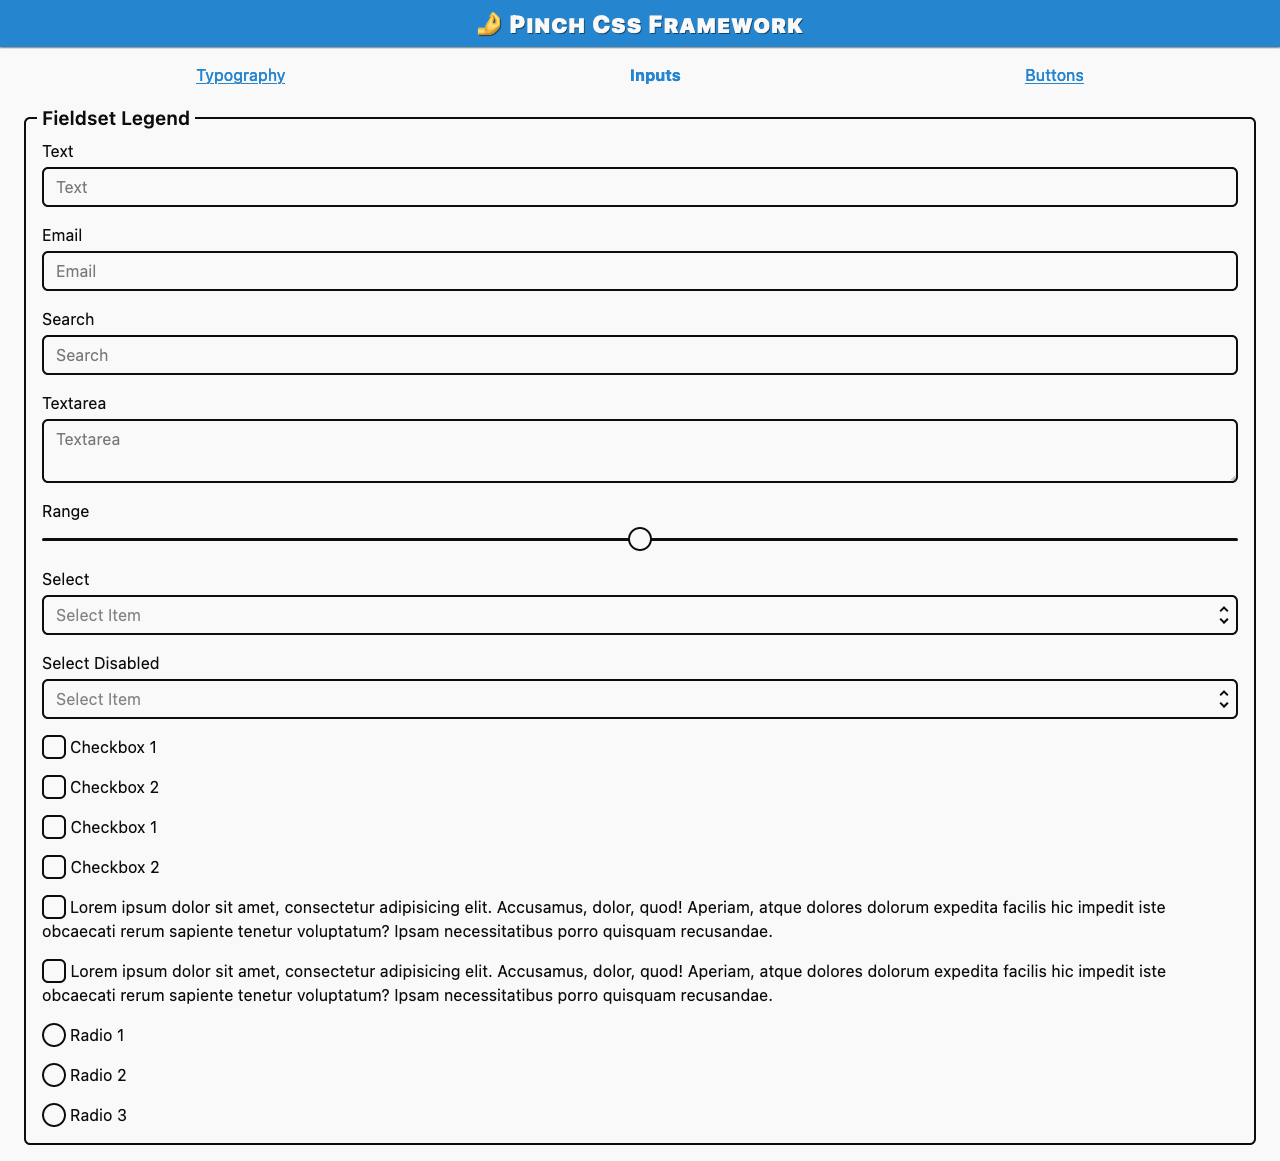 🤌 Pinch Css Framework
Typography Inputs Buttons
Fieldset Legend
Text
Text
Email
Email
Search
Search
Textarea
Textarea
Range
Select
Select Item
Select Disabled
Select Item
Checkbox 1
Checkbox 2
Checkbox 1
Checkbox 2
Lorem ipsum dolor sit amet, consectetur adipisicing elit. Accusamus, dolor, quod! Aperiam, atque dolores dolorum expedita facilis hic impedit iste
obcaecati rerum sapiente tenetur voluptatum? Ipsam necessitatibus porro quisquam recusandae.
Lorem ipsum dolor sit amet, consectetur adipisicing elit. Accusamus, dolor, quod! Aperiam, atque dolores dolorum expedita facilis hic impedit iste
obcaecati rerum sapiente tenetur voluptatum? Ipsam necessitatibus porro quisquam recusandae.
Radio 1
Radio 2
Radio 3